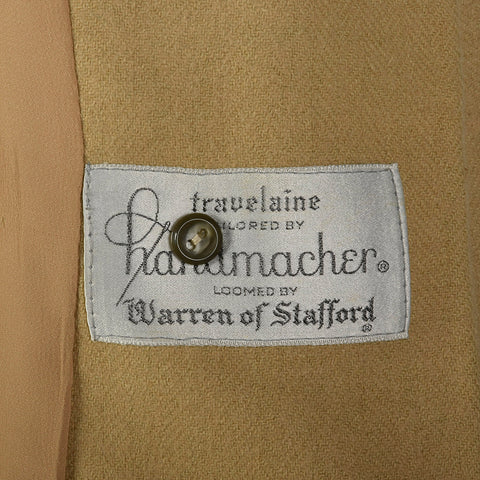 travelaine
TAILORED BY
handmacher®
LOOMED BY
Warren of Stafford®